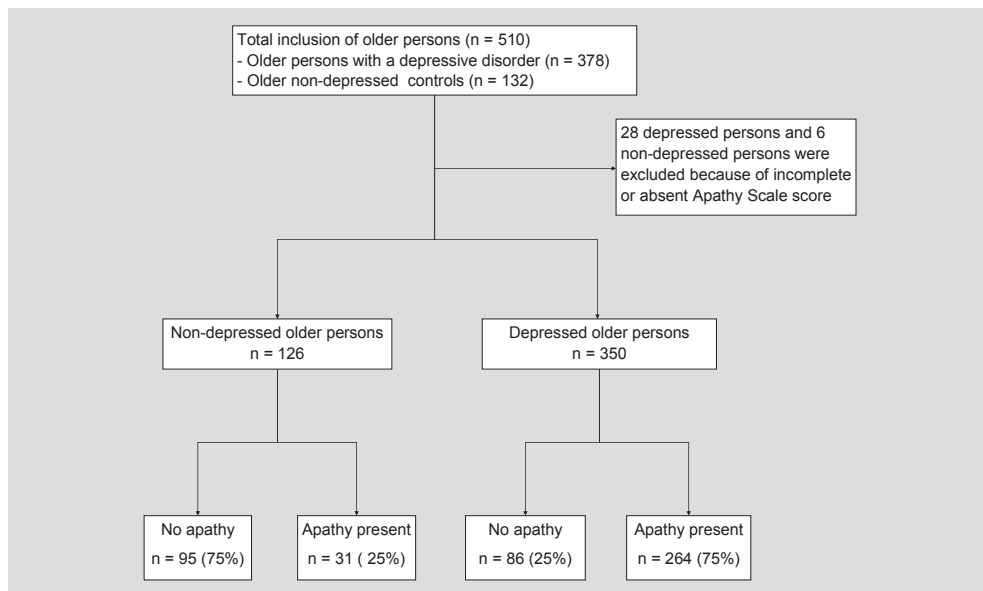 Total inclusion of older persons (n = 510)
- Older persons with a depressive disorder (n = 378)
- Older non-depressed controls (n = 132)
28 depressed persons and 6
non-depressed persons were
excluded because of incomplete
or absent Apathy Scale score
Non-depressed older persons
n = 126
Depressed older persons
n = 350
No apathy
n = 95 (75%)
Apathy present
n = 31 ( 25%)
No apathy
n = 86 (25%)
Apathy present
n = 264 (75%)